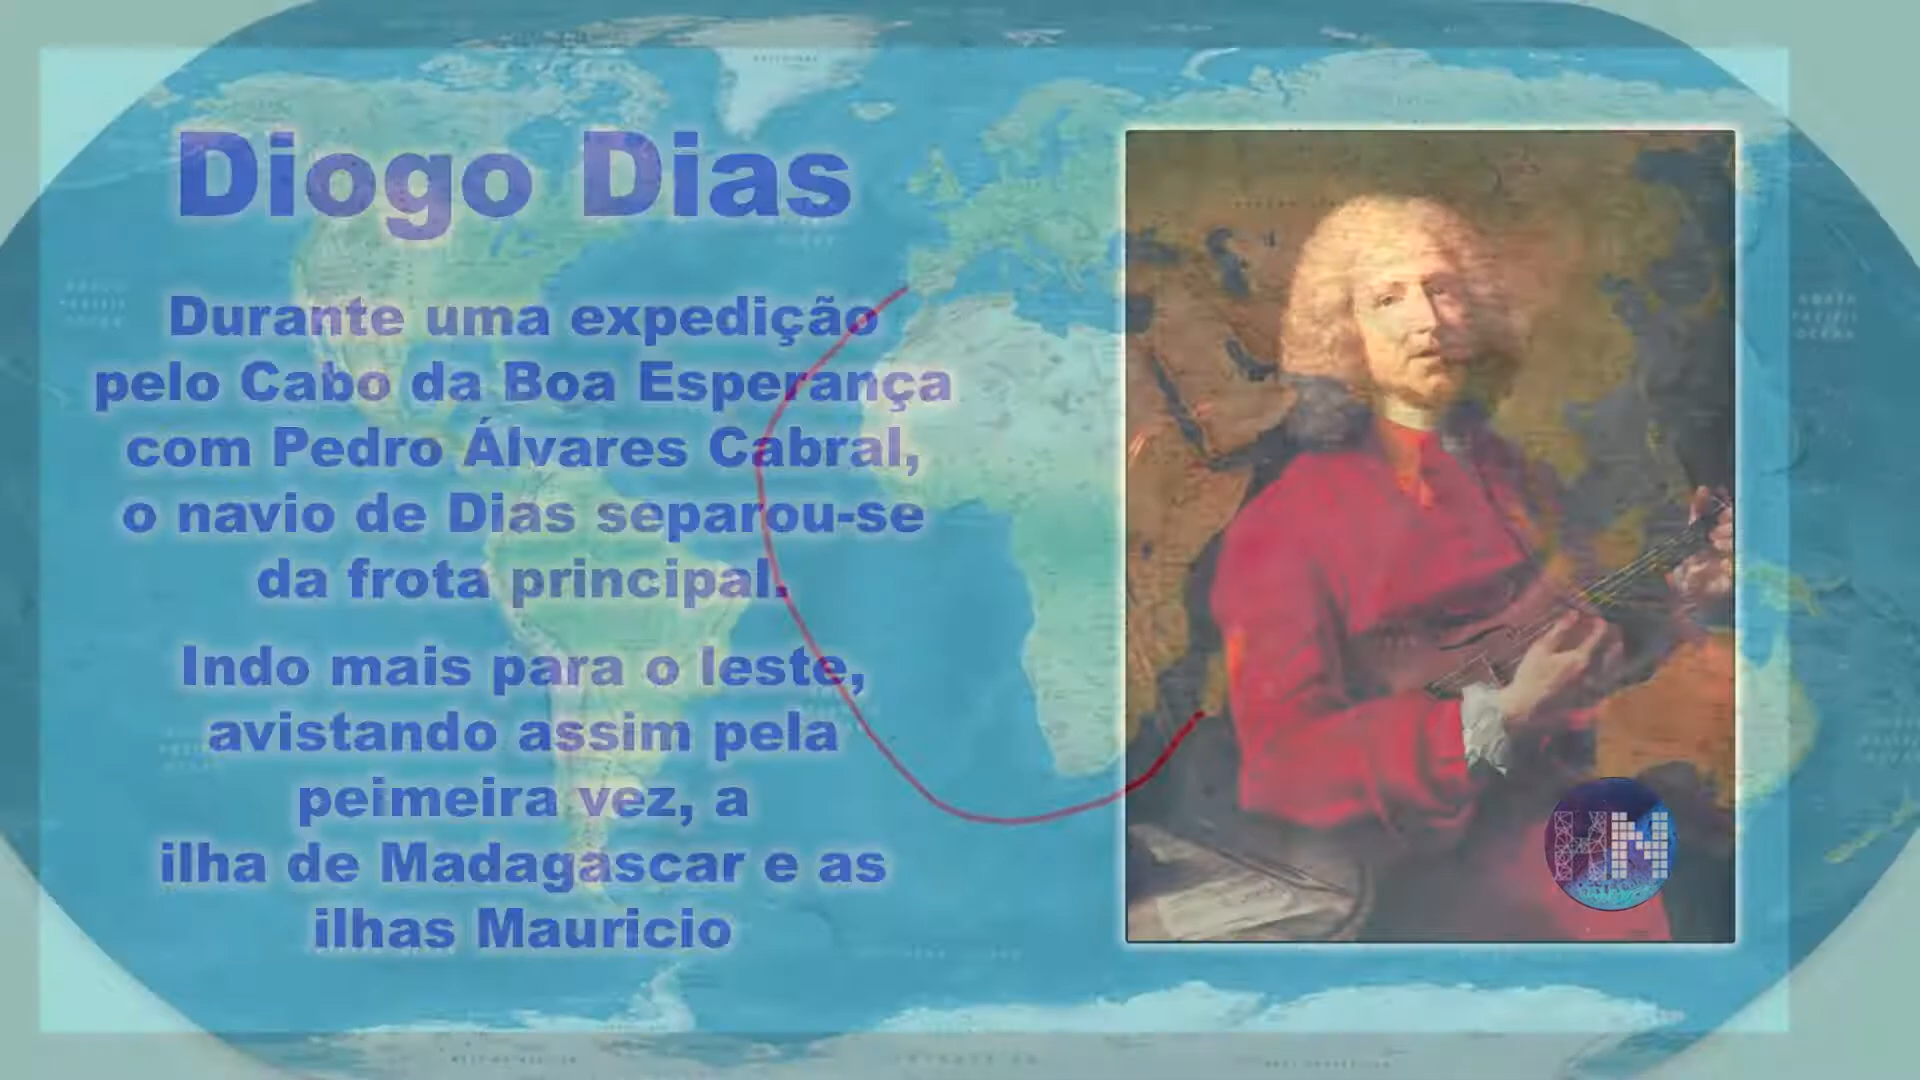 Diogo Dias
Durante uma expedição
pelo Cabo da Boa Esperança
com Pedro Álvares Cabral,
o navio de Dias separou-se
da frota principal.
Indo mais para o leste,
avistando assim pela
peimeira vez, a
ilha de Madagascar e as
ilhas Mauricio
HN